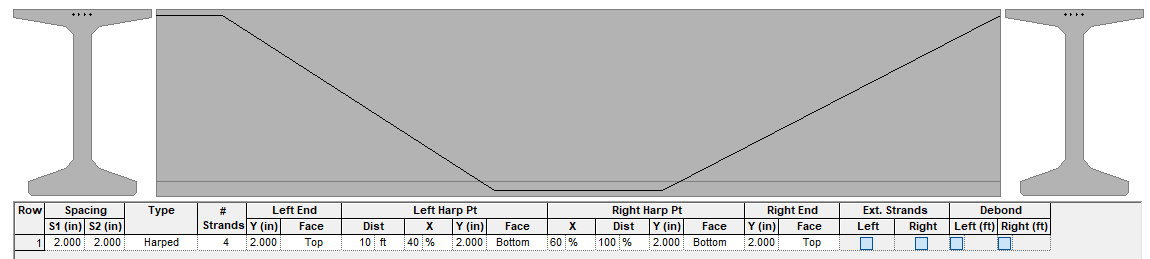 Row Spacing Type # Strands Left End Left Harp Pt Right Harp Pt Right End Ext. Strands Debond
S1 (in) S2 (in) Y (in) Face Dist X Y (in) Face X Dist Y (in) Face Y (in) Face Left Right Left (ft) Right (ft)
1 2.000 2.000 Harped 4 2.000 Top 10 ft 40 % 2.000 Bottom 60 % 100 % 2.000 Bottom 2.000 Top